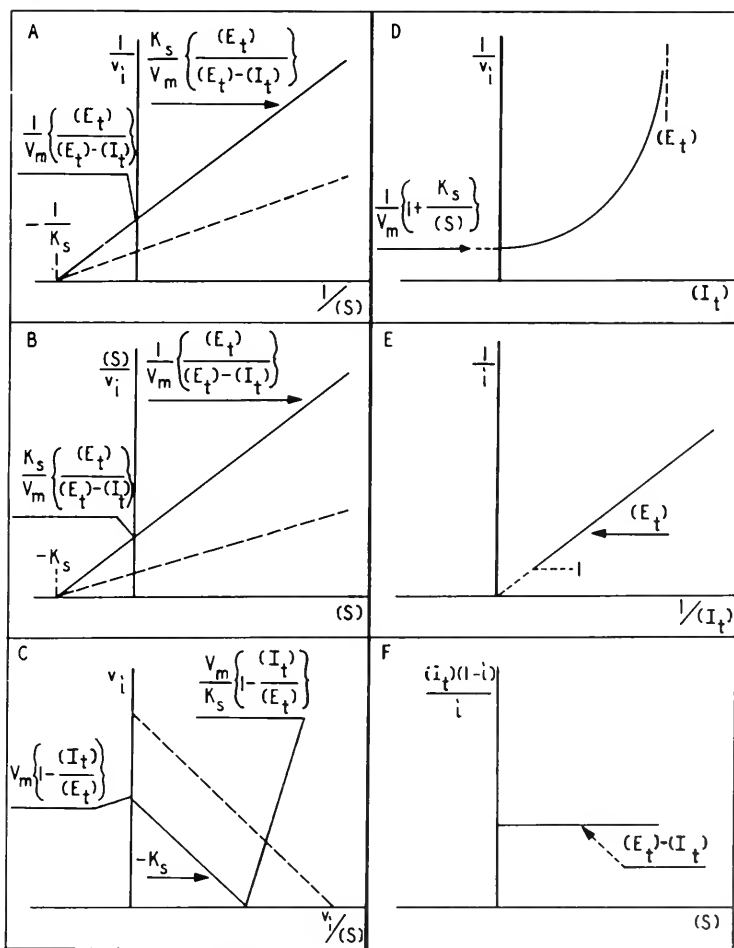 A
1/v_i
K_s/V_m {(E_t)/((E_t)-(I_t))}
1/V_m {(E_t)/((E_t)-(I_t))}
-1/K_s
1/(S)
D
1/v_i
(E_t)
1/V_m {1+K_s/(S)}
(I_t)
B
(S)/v_i
1/V_m {(E_t)/((E_t)-(I_t))}
K_s/V_m {(E_t)/((E_t)-(I_t))}
-K_s
(S)
E
1/i
(E_t)
1
1/(I_t)
C
v_i
V_m/K_s {1-(I_t)/(E_t)}
V_m {1-(I_t)/(E_t)}
-K_s
v_i/(S)
F
(I_t)(1-i)/i
(E_t)-(I_t)
(S)